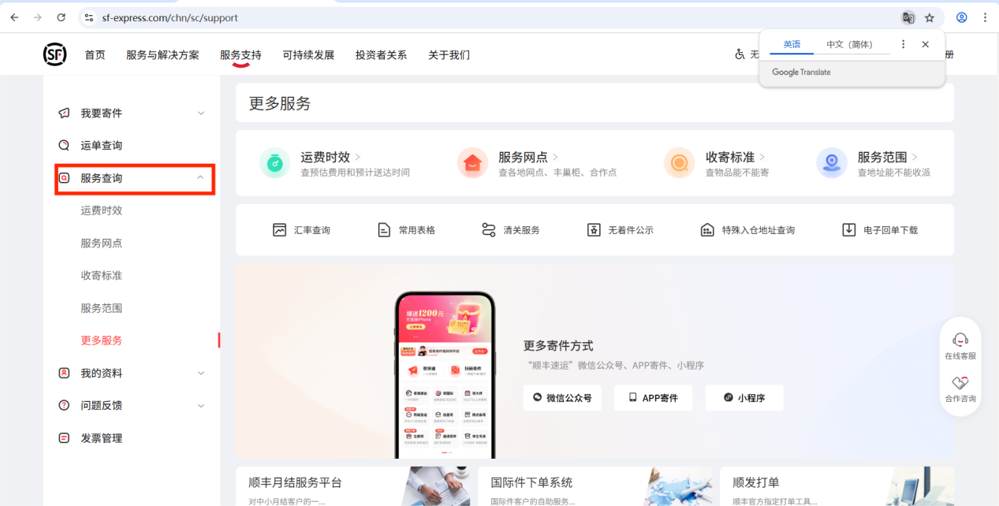 sf-express.com/chn/sc/support
SF
首页
服务与解决方案
服务支持
可持续发展
投资者关系
关于我们
无
册
英语
中文（简体）
Google Translate
我要寄件
运单查询
服务查询
运费时效
服务网点
收寄标准
服务范围
更多服务
我的资料
问题反馈
发票管理
更多服务
运费时效
查预估费用和预计送达时间
服务网点
查各地网点、丰巢柜、合作点
收寄标准
查物品能不能寄
服务范围
查地址能不能收派
汇率查询
常用表格
清关服务
无着件公示
特殊入仓地址查询
电子回单下载
臻送1200元
寄快递
扫码寄件
更多寄件方式
“顺丰速运”微信公众号、APP寄件、小程序
微信公众号
APP寄件
小程序
在线客服
合作咨询
顺丰月结服务平台
对中小月结客户的一...
国际件下单系统
国际件客户的自助服务...
顺发打单
顺丰官方指定打单工具...